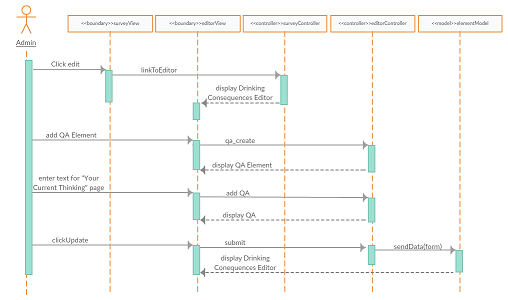 <<boundary>>surveyView
<<boundary>>editorView
<<controller>>surveyController
<<controller>>editorController
<<model>>elementModel
Admin
Click edit
linkToEditor
display Drinking
Consequences Editor
add QA Element
qa_create
display QA Element
enter text for "Your
Current Thinking" page
add QA
display QA
clickUpdate
submit
sendData(form)
display Drinking
Conequences Editor